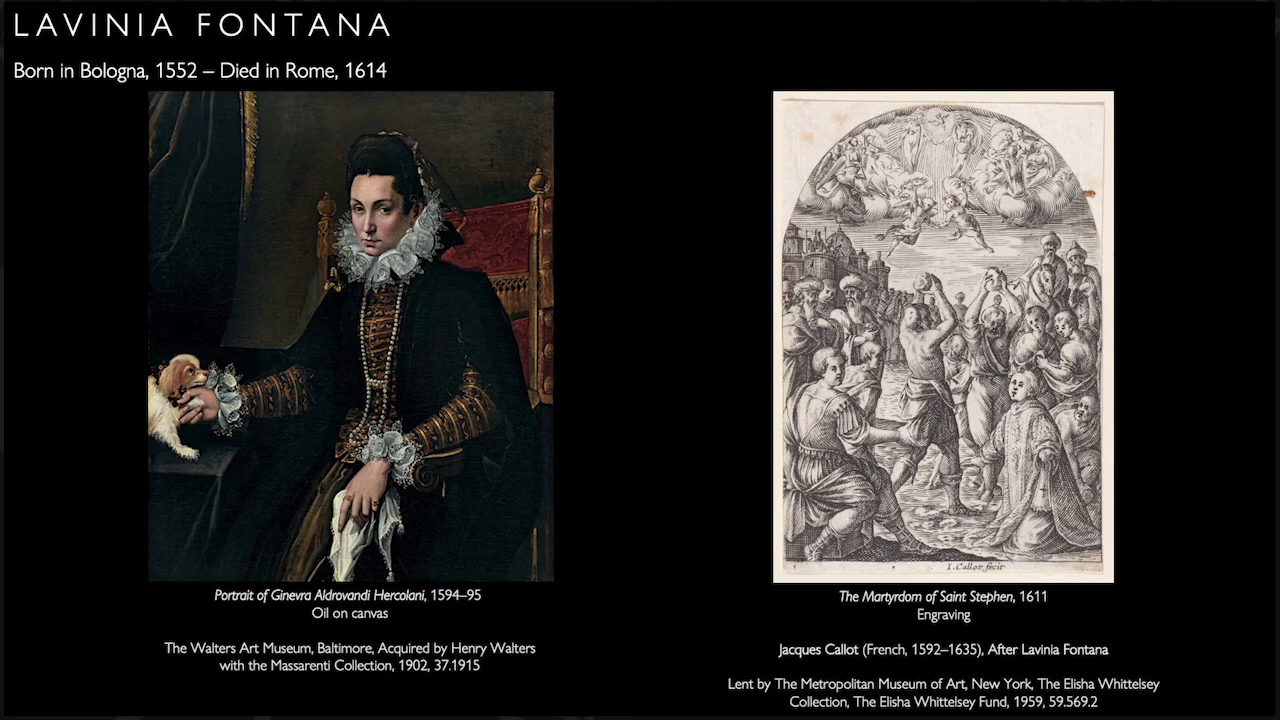 LAVINIA FONTANA
Born in Bologna, 1552 – Died in Rome, 1614
I. Callot fecit
Portrait of Ginevra Aldrovandi Hercolani, 1594–95
Oil on canvas
The Walters Art Museum, Baltimore, Acquired by Henry Walters
with the Massarenti Collection, 1902, 37.1915
The Martyrdom of Saint Stephen, 1611
Engraving
Jacques Callot (French, 1592–1635), After Lavinia Fontana
Lent by The Metropolitan Museum of Art, New York, The Elisha Whittelsey
Collection, The Elisha Whittelsey Fund, 1959, 59.569.2